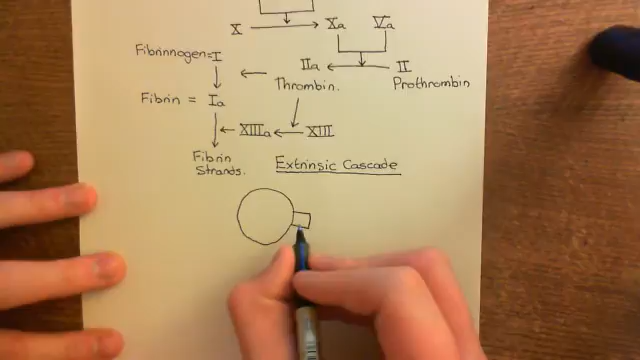 X → Xa Va
Fibrinnogen=I
IIa ← II
Thrombin. Prothrombin
Fibrin = Ia
← XIIIa ← XIII
Fibrin
Strands.
Extrinsic Cascade